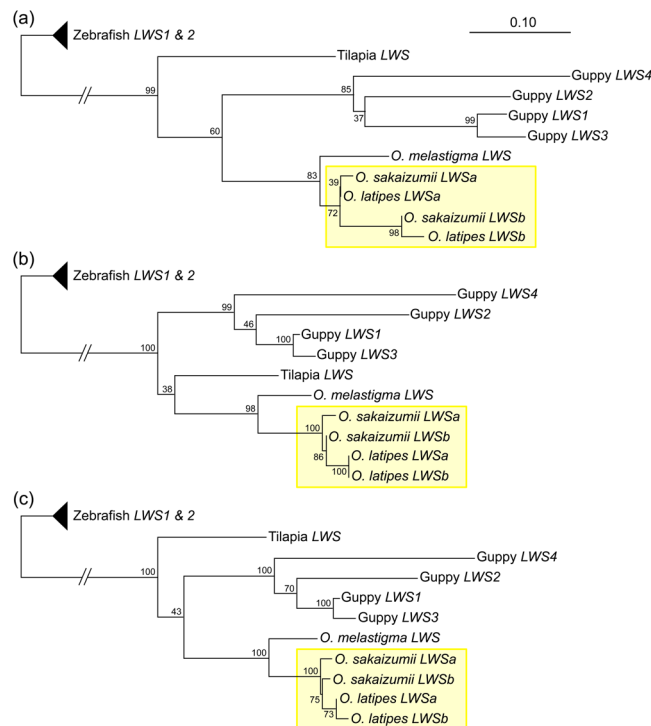 (a)
Zebrafish LWS1 & 2
0.10
Tilapia LWS
99
Guppy LWS4
85
Guppy LWS2
37
99
Guppy LWS1
Guppy LWS3
60
O. melastigma LWS
83
O. sakaizumii LWSa
39
O. latipes LWSa
72
O. sakaizumii LWSb
98
O. latipes LWSb
(b)
Zebrafish LWS1 & 2
Guppy LWS4
99
Guppy LWS2
46
Guppy LWS1
100
Guppy LWS3
100
Tilapia LWS
38
O. melastigma LWS
98
O. sakaizumii LWSa
100
O. sakaizumii LWSb
86
O. latipes LWSa
100
O. latipes LWSb
(c)
Zebrafish LWS1 & 2
Tilapia LWS
100
Guppy LWS4
100
Guppy LWS2
70
Guppy LWS1
100
Guppy LWS3
43
O. melastigma LWS
100
O. sakaizumii LWSa
100
O. sakaizumii LWSb
75
O. latipes LWSa
73
O. latipes LWSb